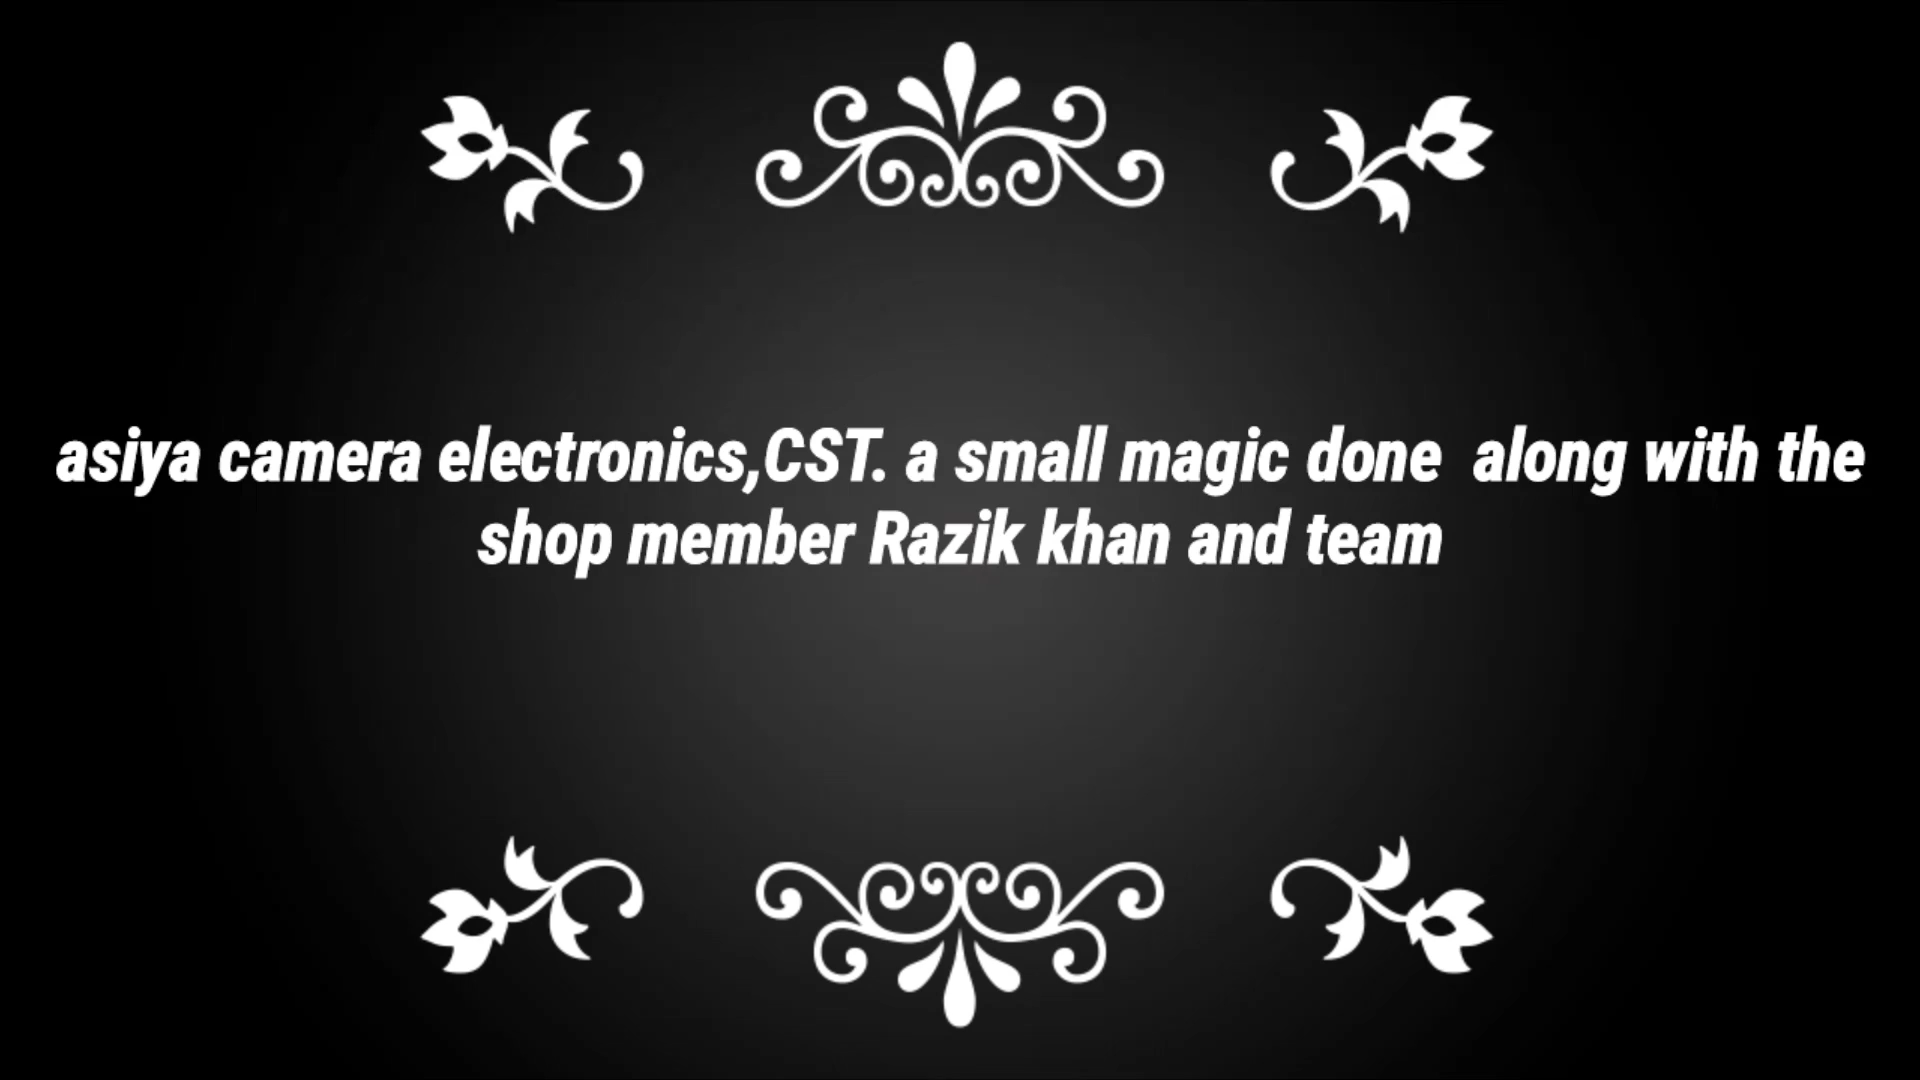 asiya camera electronics,CST. a small magic done  along with the
shop member Razik khan and team